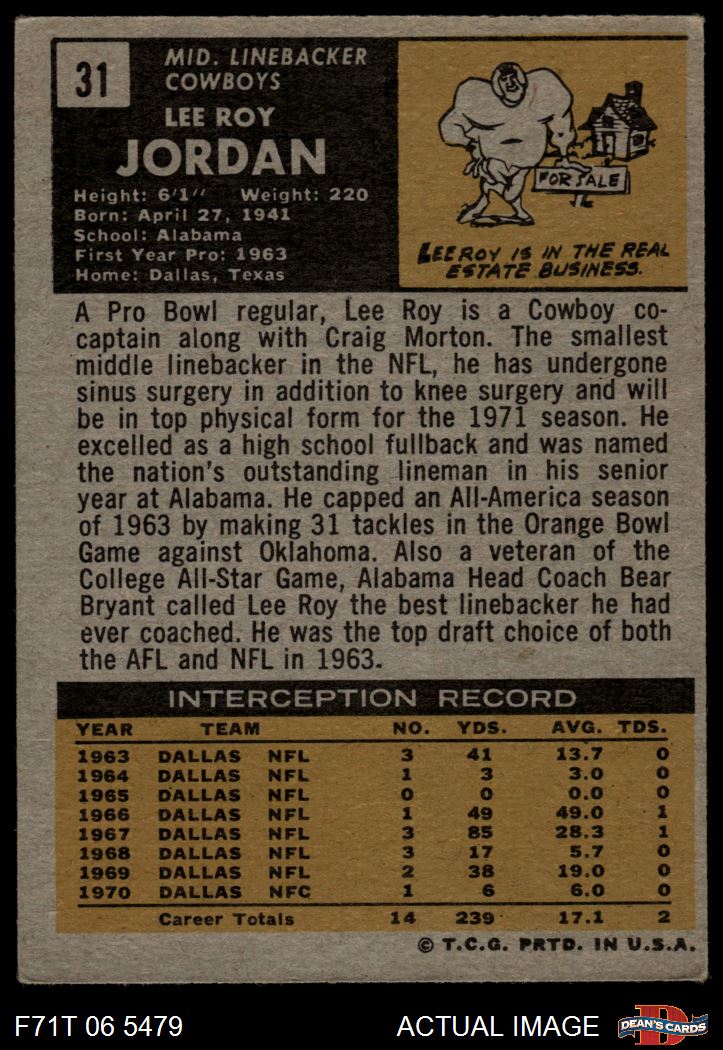 31
MID. LINEBACKER
COWBOYS
LEE ROY
JORDAN
Height: 6'1" Weight: 220
Born: April 27, 1941
School: Alabama
First Year Pro: 1963
Home: Dallas, Texas
FOR SALE
LEEROY IS IN THE REAL
ESTATE BUSINESS.
A Pro Bowl regular, Lee Roy is a Cowboy co-
captain along with Craig Morton. The smallest
middle linebacker in the NFL, he has undergone
sinus surgery in addition to knee surgery and will
be in top physical form for the 1971 season. He
excelled as a high school fullback and was named
the nation's outstanding lineman in his senior
year at Alabama. He capped an All-America season
of 1963 by making 31 tackles in the Orange Bowl
Game against Oklahoma. Also a veteran of the
College All-Star Game, Alabama Head Coach Bear
Bryant called Lee Roy the best linebacker he had
ever coached. He was the top draft choice of both
the AFL and NFL in 1963.
INTERCEPTION RECORD
YEAR TEAM NO. YDS. AVG. TDS.
1963 DALLAS NFL 3 41 13.7 0
1964 DALLAS NFL 1 3 3.0 0
1965 DALLAS NFL 0 0 0.0 0
1966 DALLAS NFL 1 49 49.0 1
1967 DALLAS NFL 3 85 28.3 1
1968 DALLAS NFL 3 17 5.7 0
1969 DALLAS NFL 2 38 19.0 0
1970 DALLAS NFC 1 6 6.0 0
Career Totals 14 239 17.1 2
© T.C.G. PRTD. IN U.S.A.
F71T 06 5479 ACTUAL IMAGE
D
DEAN'S CARDS